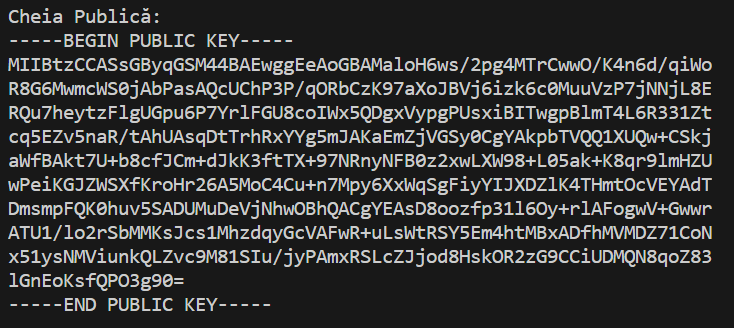 Cheia Publică:
-----BEGIN PUBLIC KEY-----
MIIBtzCCASsGByqGSM44BAEwggEeAoGBAMaloH6ws/2pg4MTrCwwO/K4n6d/qiWo
R8G6MwmcWS0jAbPasAQcUChP3P/qORbCzK97aXoJBVj6izk6c0MuuVzP7jNNjL8E
RQu7heytzFlgUGpu6P7YrlFGU8coIWx5QDgxVypgPUsxiBITwgpBlmT4L6R331Zt
cq5EZv5naR/tAhUAsqDtTrhRxYYg5mJAKaEmZjVGSy0CgYAkpbTVQQ1XUQw+CSkj
aWfBAkt7U+b8cfJCm+dJkK3ftTX+97NRnyNFB0z2xwLXW98+L05ak+K8qr9lmHZU
wPeiKGJZWSXfKroHr26A5MoC4Cu+n7Mpy6XxWqSgFiyYIJXDZlK4THmtOcVEYAdT
DmsmpFQK0huv5SADUMuDeVjNhwOBhQACgYEAsD8oozfp31l6Oy+rlAFogwV+Gwwr
ATU1/lo2rSbMMKsJcs1MhzdqyGcVAFwR+uLsWtRSY5Em4htMBxADfhMVMDZ71CoN
x51ysNMViunkQLZvc9M81SIu/jyPAmxRSLcZJjod8HskOR2zG9CCiUDMQN8qoZ83
lGnEoKsfQPO3g90=
-----END PUBLIC KEY-----